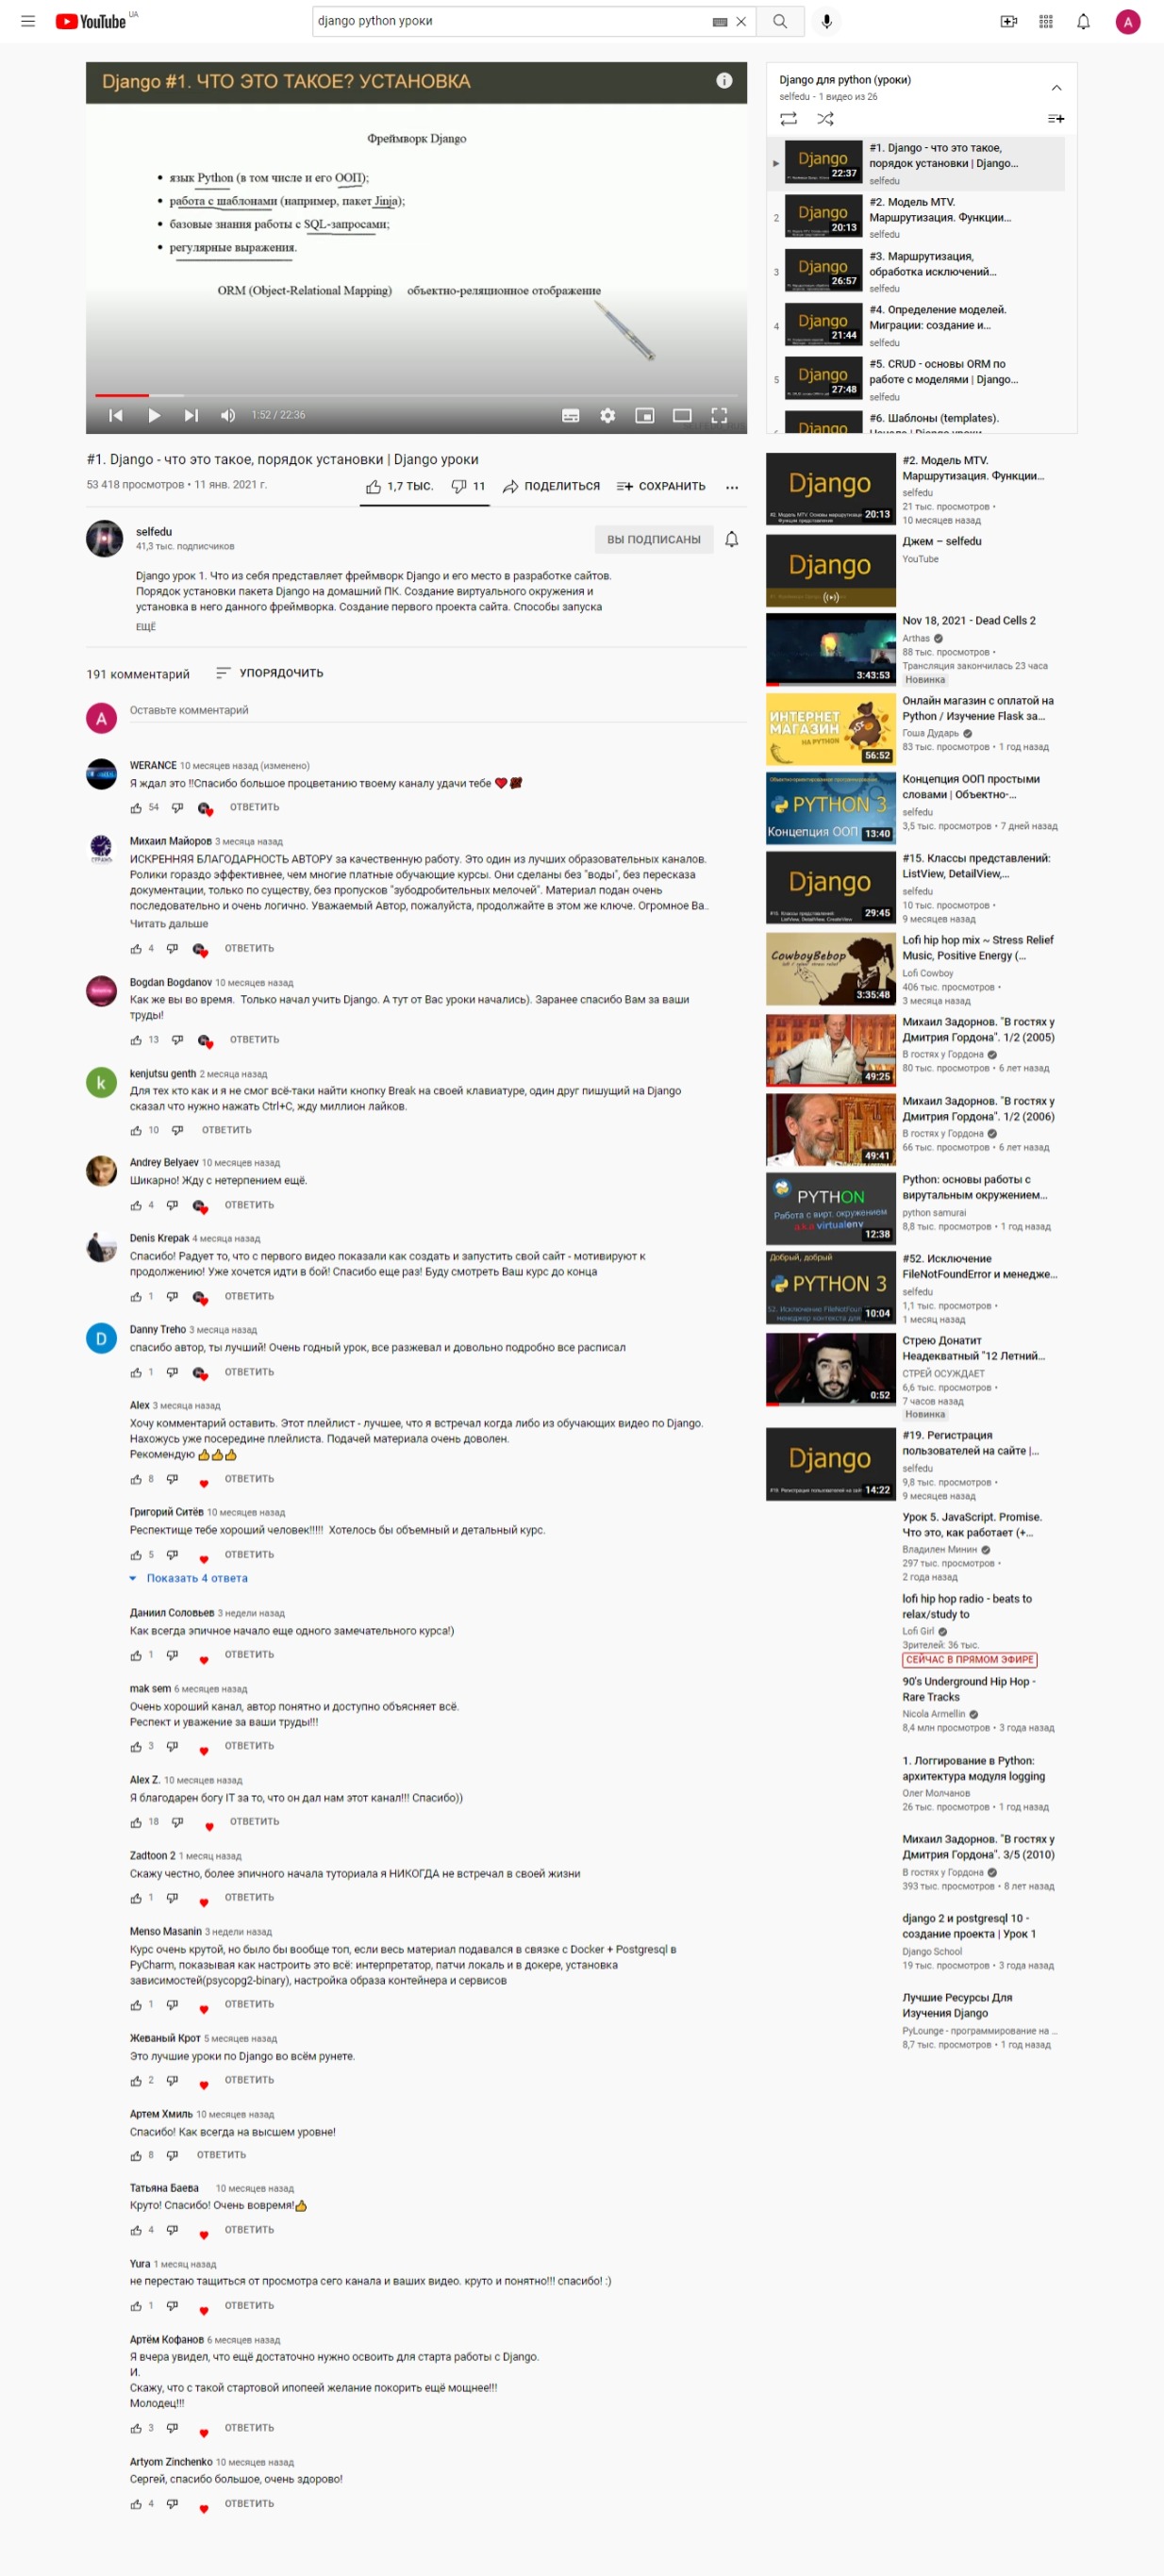 YouTube UA
django python уроки
A
Django #1. ЧТО ЭТО ТАКОЕ? УСТАНОВКА
Фреймворк Django
• язык Python (в том числе и его ООП);
• работа с шаблонами (например, пакет Jinja);
• базовые знания работы с SQL-запросами;
• регулярные выражения.
ORM (Object-Relational Mapping) объектно-реляционное отображение
1:52 / 22:36
#1. Django - что это такое, порядок установки | Django уроки
53 418 просмотров • 11 янв. 2021 г.
1,7 ТЫС. 11 ПОДЕЛИТЬСЯ СОХРАНИТЬ ...
selfedu
41,3 тыс. подписчиков
ВЫ ПОДПИСАНЫ
Django урок 1. Что из себя представляет фреймворк Django и его место в разработке сайтов.
Порядок установки пакета Django на домашний ПК. Создание виртуального окружения и
установка в него данного фреймворка. Создание первого проекта сайта. Способы запуска
ЕЩЁ
191 комментарий УПОРЯДОЧИТЬ
A Оставьте комментарий
WERANCE 10 месяцев назад (изменено)
Я ждал это !!Спасибо большое процветанию твоему каналу удачи тебе
54 ОТВЕТИТЬ
Михаил Майоров 3 месяца назад
ИСКРЕННЯЯ БЛАГОДАРНОСТЬ АВТОРУ за качественную работу. Это один из лучших образовательных каналов.
Ролики гораздо эффективнее, чем многие платные обучающие курсы. Они сделаны без "воды", без пересказа
документации, только по существу, без пропусков "зубодробительных мелочей". Материал подан очень
последовательно и очень логично. Уважаемый Автор, пожалуйста, продолжайте в этом же ключе. Огромное Ва..
Читать дальше
4 ОТВЕТИТЬ
Bogdan Bogdanov 10 месяцев назад
Как же вы во время. Только начал учить Django. А тут от Вас уроки начались). Заранее спасибо Вам за ваши
труды!
13 ОТВЕТИТЬ
k
kenjutsu genth 2 месяца назад
Для тех кто как и я не смог всё-таки найти кнопку Break на своей клавиатуре, один друг пишущий на Django
сказал что нужно нажать Ctrl+C, жду миллион лайков.
10 ОТВЕТИТЬ
Andrey Belyaev 10 месяцев назад
Шикарно! Жду с нетерпением ещё.
4 ОТВЕТИТЬ
Denis Krepak 4 месяца назад
Спасибо! Радует то, что с первого видео показали как создать и запустить свой сайт - мотивируют к
продолжению! Уже хочется идти в бой! Спасибо еще раз! Буду смотреть Ваш курс до конца
1 ОТВЕТИТЬ
D
Danny Treho 3 месяца назад
спасибо автор, ты лучший! Очень годный урок, все разжевал и довольно подробно все расписал
1 ОТВЕТИТЬ
Alex 3 месяца назад
Хочу комментарий оставить. Этот плейлист - лучшее, что я встречал когда либо из обучающих видео по Django.
Нахожусь уже посередине плейлиста. Подачей материала очень доволен.
Рекомендую 👍👍👍
8 ОТВЕТИТЬ
Григорий Ситёв 10 месяцев назад
Респектище тебе хороший человек!!!!! Хотелось бы объемный и детальный курс.
5 ОТВЕТИТЬ
Показать 4 ответа
Даниил Соловьев 3 недели назад
Как всегда эпичное начало еще одного замечательного курса!)
1 ОТВЕТИТЬ
mak sem 6 месяцев назад
Очень хороший канал, автор понятно и доступно объясняет всё.
Респект и уважение за ваши труды!!!
3 ОТВЕТИТЬ
Alex Z. 10 месяцев назад
Я благодарен богу IT за то, что он дал нам этот канал!!! Спасибо))
18 ОТВЕТИТЬ
Zadtoon 2 1 месяц назад
Скажу честно, более эпичного начала туториала я НИКОГДА не встречал в своей жизни
1 ОТВЕТИТЬ
Menso Masanin 3 недели назад
Курс очень крутой, но было бы вообще топ, если весь материал подавался в связке с Docker + Postgresql в
PyCharm, показывая как настроить это всё: интерпретатор, патчи локаль и в докере, установка
зависимостей(psycopg2-binary), настройка образа контейнера и сервисов
1 ОТВЕТИТЬ
Жеваный Крот 5 месяцев назад
Это лучшие уроки по Django во всём рунете.
2 ОТВЕТИТЬ
Артем Хмиль 10 месяцев назад
Спасибо! Как всегда на высшем уровне!
8 ОТВЕТИТЬ
Татьяна Баева 10 месяцев назад
Круто! Спасибо! Очень вовремя!👍
4 ОТВЕТИТЬ
Yura 1 месяц назад
не перестаю тащиться от просмотра сего канала и ваших видео. круто и понятно!!! спасибо! :)
1 ОТВЕТИТЬ
Артём Кофанов 6 месяцев назад
Я вчера увидел, что ещё достаточно нужно освоить для старта работы с Django.
И.
Скажу, что с такой стартовой ипопеей желание покорить ещё мощнее!!!
Молодец!!!
3 ОТВЕТИТЬ
Artyom Zinchenko 10 месяцев назад
Сергей, спасибо большое, очень здорово!
4 ОТВЕТИТЬ
Django для python (уроки)
selfedu - 1 видео из 26
Django 22:37
#1. Django - что это такое,
порядок установки | Django...
selfedu
2 Django 20:13
#2. Модель MTV.
Маршрутизация. Функции...
selfedu
3 Django 26:57
#3. Маршрутизация,
обработка исключений...
selfedu
4 Django 21:44
#4. Определение моделей.
Миграции: создание и...
selfedu
5 Django 27:48
#5. CRUD - основы ORM по
работе с моделями | Django...
selfedu
Django
#6. Шаблоны (templates).
Начало | Django уроки
Django 20:13
#2. Модель MTV.
Маршрутизация. Функции...
selfedu
21 тыс. просмотров •
10 месяцев назад
Django
Джем – selfedu
YouTube
3:43:53
Nov 18, 2021 - Dead Cells 2
Arthas
88 тыс. просмотров •
Трансляция закончилась 23 часа
Новинка
ИНТЕРНЕТ
МАГАЗИН
НА PYTHON
56:52
Онлайн магазин с оплатой на
Python / Изучение Flask за...
Гоша Дударь
83 тыс. просмотров • 1 год назад
Объектно-ориентированное программирование
PYTHON 3
Концепция ООП 13:40
Концепция ООП простыми
словами | Объектно-...
selfedu
3,5 тыс. просмотров • 7 дней назад
Django
29:45
#15. Классы представлений:
ListView, DetailView,...
selfedu
10 тыс. просмотров •
9 месяцев назад
CowboyBebop
3:35:48
Lofi hip hop mix ~ Stress Relief
Music, Positive Energy (...
Lofi Cowboy
406 тыс. просмотров •
3 месяца назад
49:25
Михаил Задорнов. "В гостях у
Дмитрия Гордона". 1/2 (2005)
В гостях у Гордона
80 тыс. просмотров • 6 лет назад
49:41
Михаил Задорнов. "В гостях у
Дмитрия Гордона". 1/2 (2006)
В гостях у Гордона
66 тыс. просмотров • 6 лет назад
PYTHON
Работа с вирт. окружением
a.k.a virtualenv
12:38
Python: основы работы с
вирутальным окружением...
python samurai
8,8 тыс. просмотров • 1 год назад
Добрый, добрый
PYTHON 3
10:04
#52. Исключение
FileNotFoundError и менедже...
selfedu
1,1 тыс. просмотров •
1 месяц назад
0:52
Стрею Донатит
Неадекватный "12 Летний...
СТРЕЙ ОСУЖДАЕТ
6,6 тыс. просмотров •
7 часов назад
Новинка
Django
14:22
#19. Регистрация
пользователей на сайте |...
selfedu
9,8 тыс. просмотров •
9 месяцев назад
Урок 5. JavaScript. Promise.
Что это, как работает (+...
Владилен Минин
297 тыс. просмотров •
2 года назад
lofi hip hop radio - beats to
relax/study to
Lofi Girl
Зрителей: 36 тыс.
СЕЙЧАС В ПРЯМОМ ЭФИРЕ
90's Underground Hip Hop -
Rare Tracks
Nicola Armellin
8,4 млн просмотров • 3 года назад
1. Логгирование в Python:
архитектура модуля logging
Олег Молчанов
26 тыс. просмотров • 1 год назад
Михаил Задорнов. "В гостях у
Дмитрия Гордона". 3/5 (2010)
В гостях у Гордона
393 тыс. просмотров • 8 лет назад
django 2 и postgresql 10 -
создание проекта | Урок 1
Django School
19 тыс. просмотров • 3 года назад
Лучшие Ресурсы Для
Изучения Django
PyLounge - программирование на ...
8,7 тыс. просмотров • 1 год назад